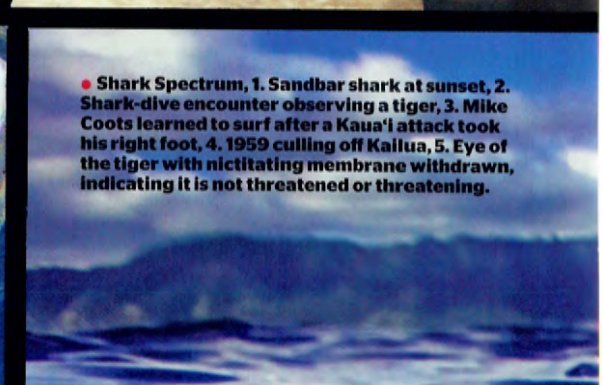 • Shark Spectrum, 1. Sandbar shark at sunset, 2.
Shark-dive encounter observing a tiger, 3. Mike
Coots learned to surf after a Kaua‘i attack took
his right foot, 4. 1959 culling off Kailua, 5. Eye of
the tiger with nictitating membrane withdrawn,
indicating it is not threatened or threatening.